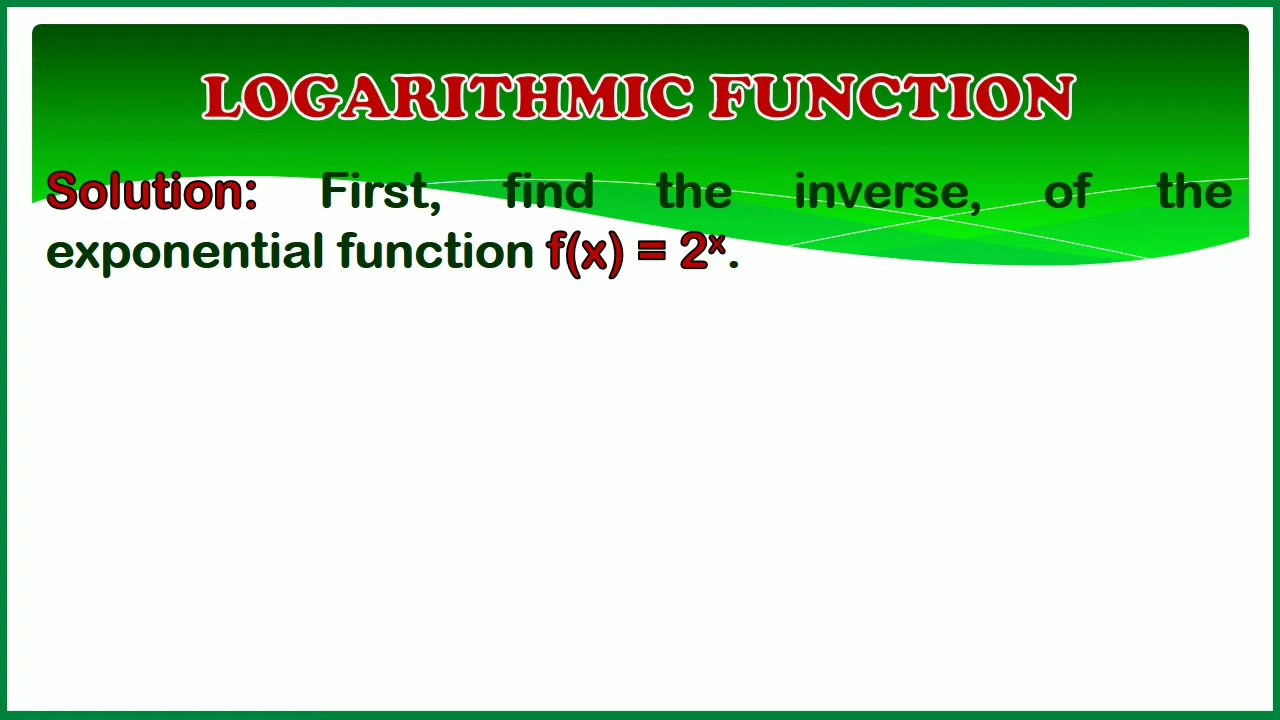 LOGARITHMIC FUNCTION
Solution: First, find the inverse, of the
exponential function f(x) = 2ˣ.